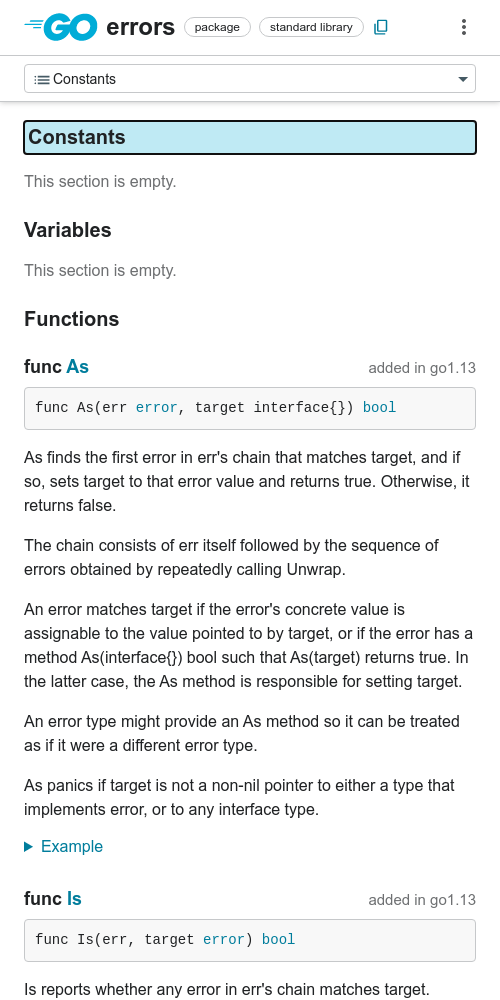 GO errors package standard library
Constants
Constants
This section is empty.
Variables
This section is empty.
Functions
func As added in go1.13
func As(err error, target interface{}) bool
As finds the first error in err's chain that matches target, and if
so, sets target to that error value and returns true. Otherwise, it
returns false.
The chain consists of err itself followed by the sequence of
errors obtained by repeatedly calling Unwrap.
An error matches target if the error's concrete value is
assignable to the value pointed to by target, or if the error has a
method As(interface{}) bool such that As(target) returns true. In
the latter case, the As method is responsible for setting target.
An error type might provide an As method so it can be treated
as if it were a different error type.
As panics if target is not a non-nil pointer to either a type that
implements error, or to any interface type.
Example
func Is added in go1.13
func Is(err, target error) bool
Is reports whether any error in err's chain matches target.